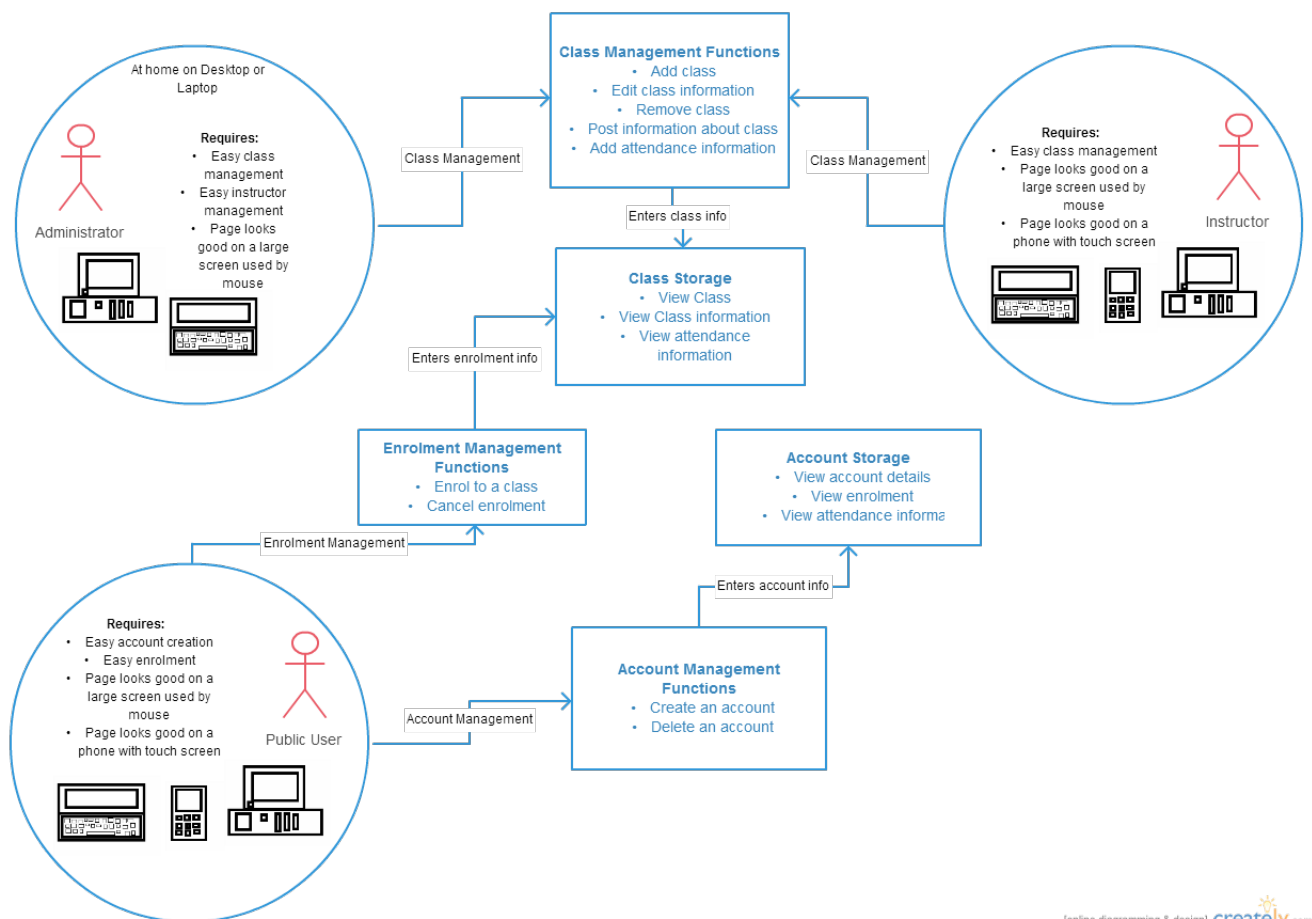 At home on Desktop or
Laptop
Requires:
• Easy class
management
• Easy instructor
management
• Page looks
good on a large
screen used by
mouse
Administrator
Class Management
Class Management Functions
• Add class
• Edit class information
• Remove class
• Post information about class
• Add attendance information
Class Management
Requires:
• Easy class management
• Page looks good on a
large screen used by
mouse
• Page looks good on a
phone with touch screen
Instructor
Enters class info
Class Storage
• View Class
• View Class information
• View attendance
information
Enters enrolment info
Enrolment Management
Functions
• Enrol to a class
• Cancel enrolment
Account Storage
• View account details
• View enrolment
• View attendance informa
Enrolment Management
Enters account info
Requires:
• Easy account creation
• Easy enrolment
• Page looks good on a
large screen used by
mouse
• Page looks good on a
phone with touch screen
Public User
Account Management
Account Management
Functions
• Create an account
• Delete an account
[online diagramming & design] creately